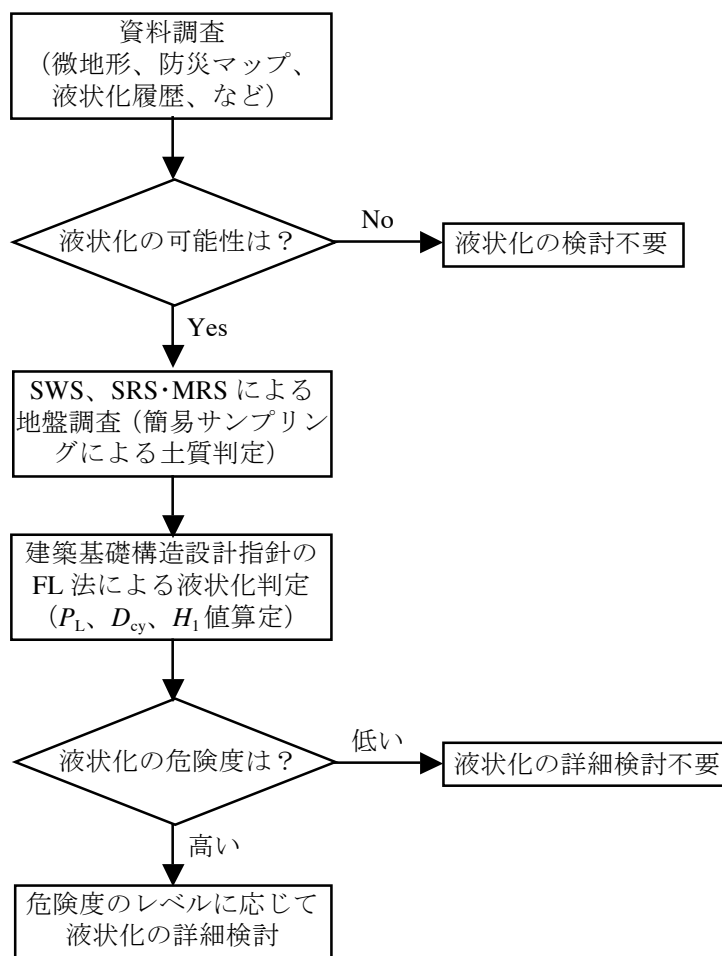 資料調査
（微地形、防災マップ、
液状化履歴、など）
液状化の可能性は？
No
液状化の検討不要
Yes
SWS、SRS･MRS による
地盤調査（簡易サンプリン
グによる土質判定）
建築基礎構造設計指針の
FL 法による液状化判定
（PL、Dcy、H1 値算定）
液状化の危険度は？
低い
液状化の詳細検討不要
高い
危険度のレベルに応じて
液状化の詳細検討